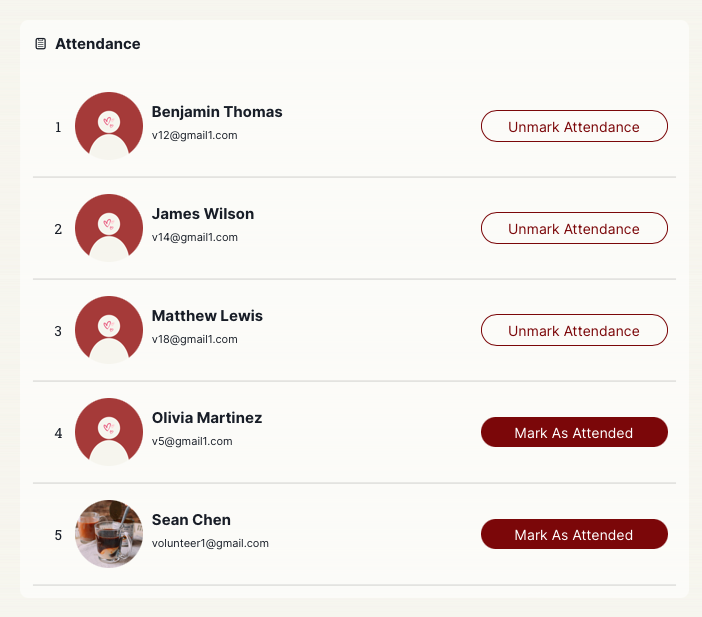 Attendance
1
Benjamin Thomas
v12@gmail1.com
Unmark Attendance
2
James Wilson
v14@gmail1.com
Unmark Attendance
3
Matthew Lewis
v18@gmail1.com
Unmark Attendance
4
Olivia Martinez
v5@gmail1.com
Mark As Attended
5
Sean Chen
volunteer1@gmail.com
Mark As Attended